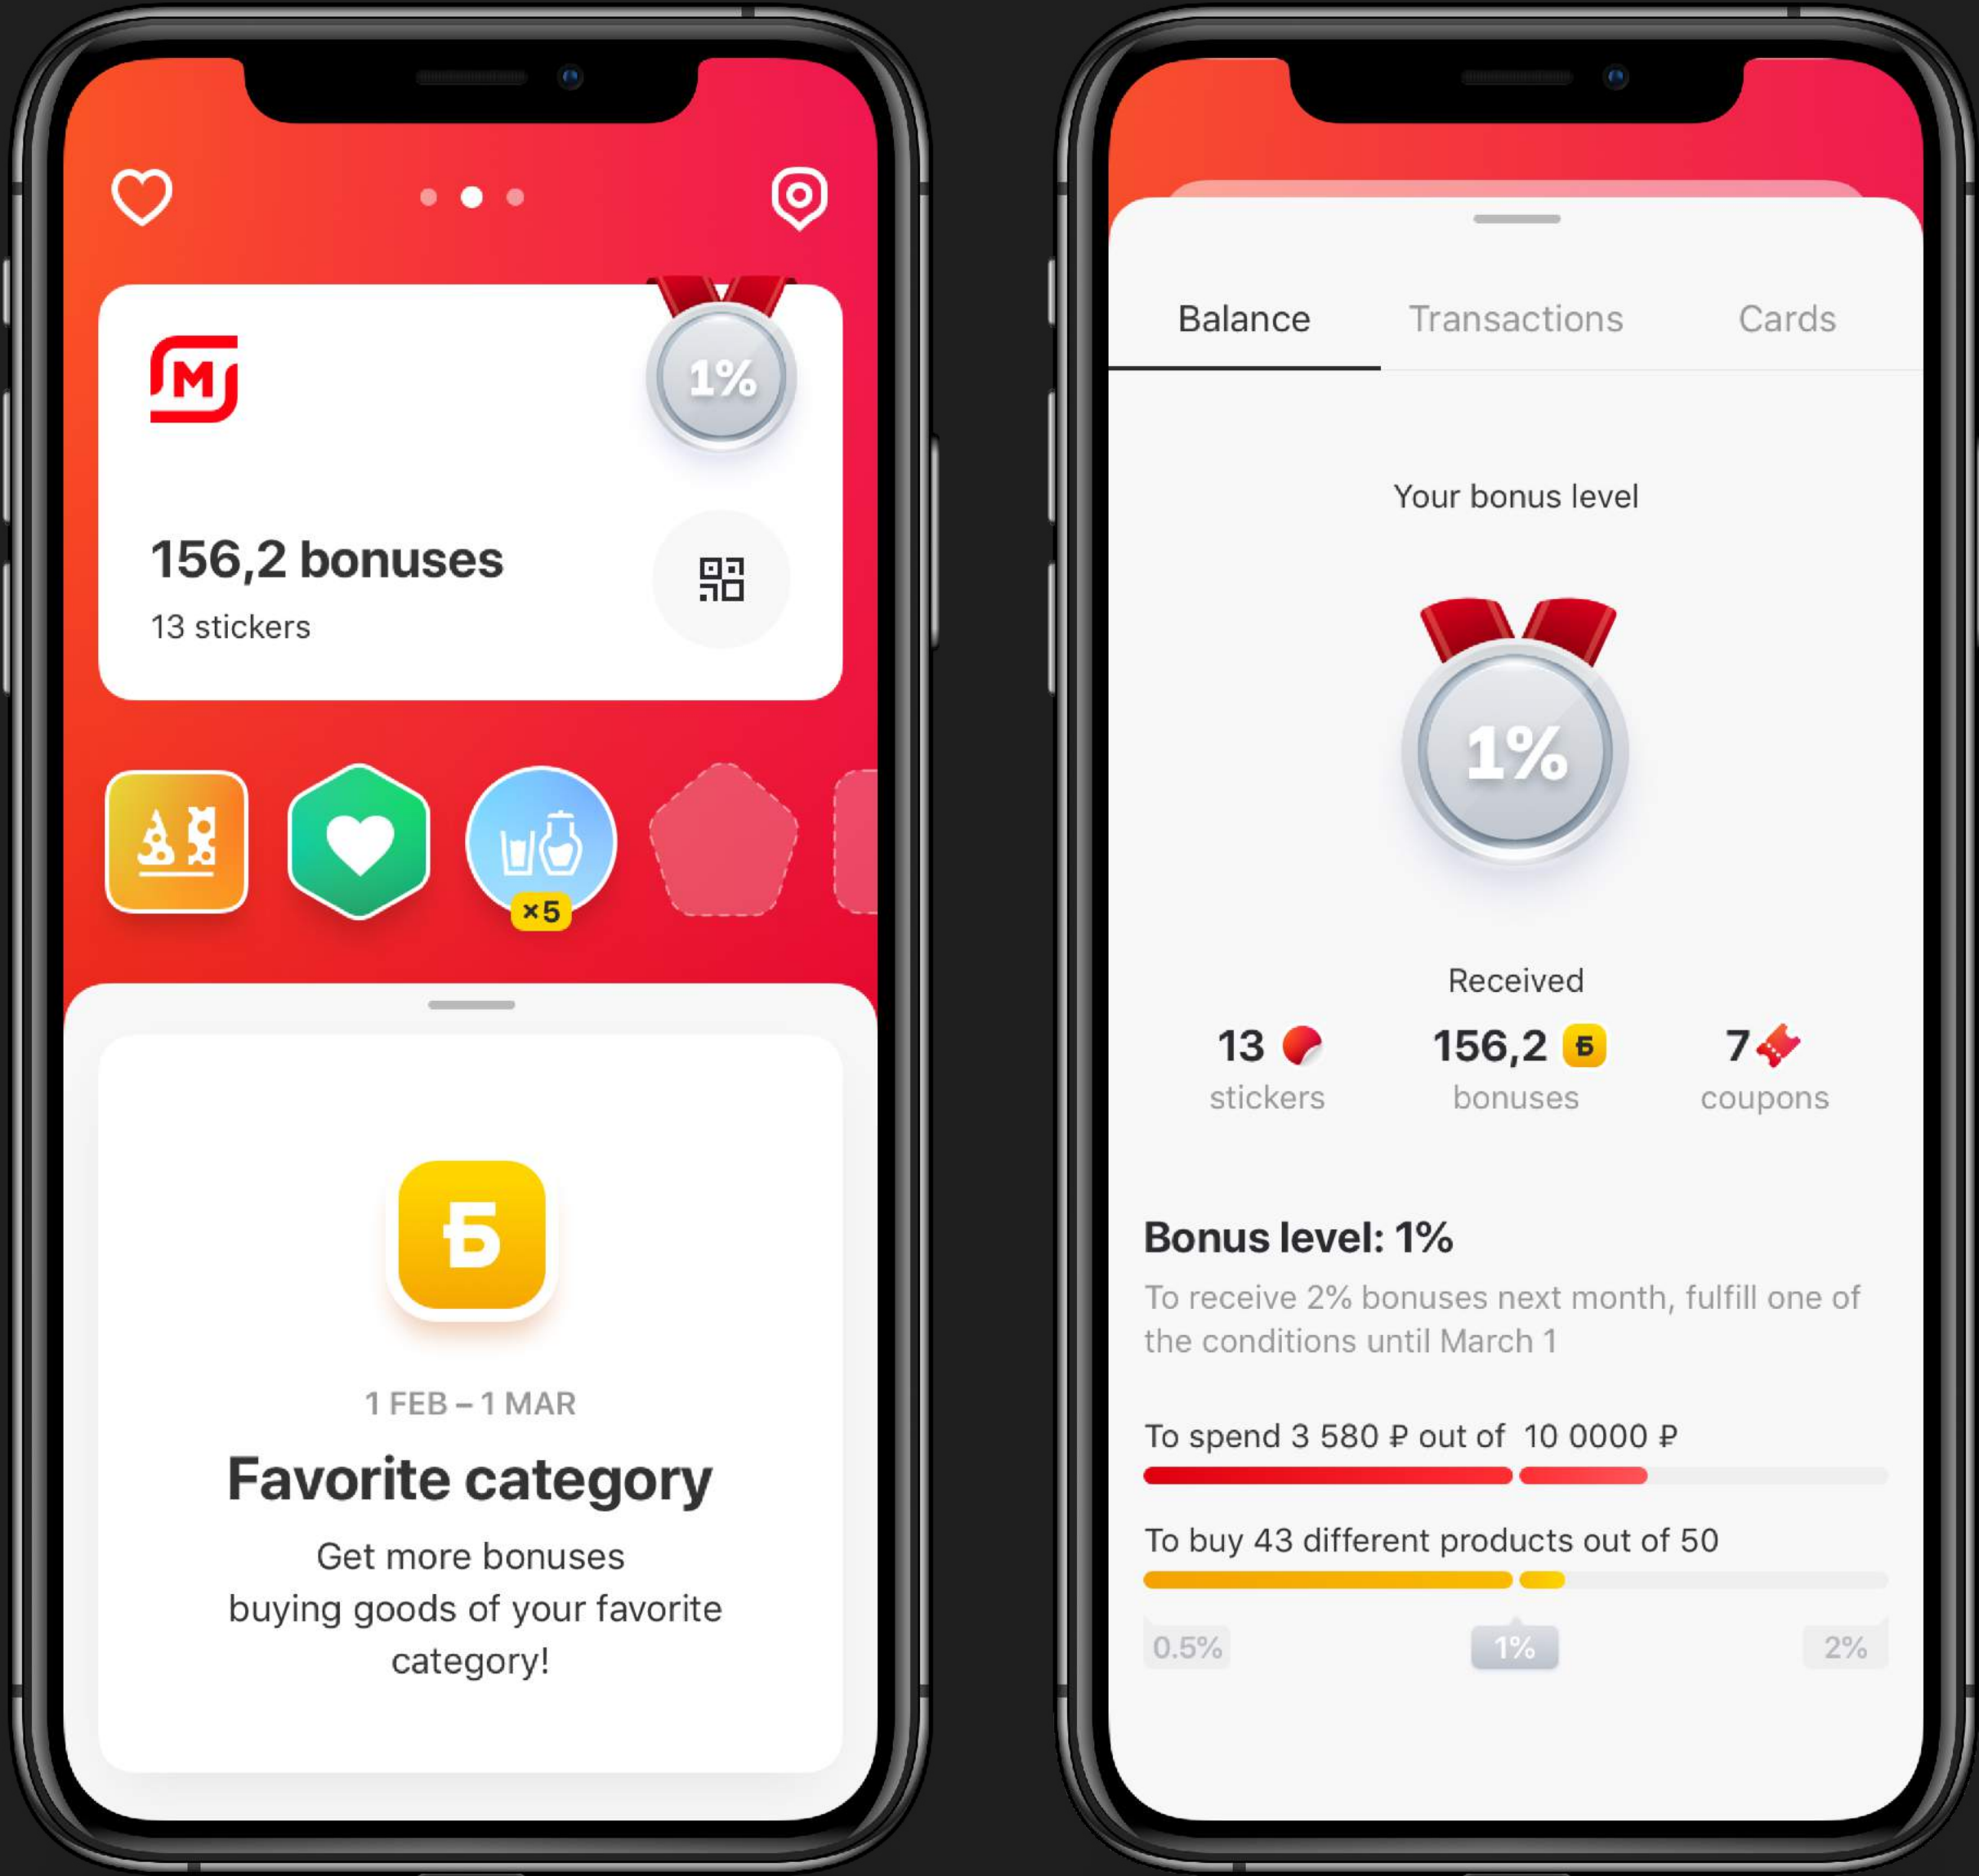 M
1%
156,2 bonuses
13 stickers
×5
Б
1 FEB – 1 MAR
Favorite category
Get more bonuses
buying goods of your favorite
category!
Balance Transactions Cards
Your bonus level
1%
Received
13 156,2 Б 7
stickers bonuses coupons
Bonus level: 1%
To receive 2% bonuses next month, fulfill one of
the conditions until March 1
To spend 3 580 ₽ out of 10 0000 ₽
To buy 43 different products out of 50
0.5% 1% 2%